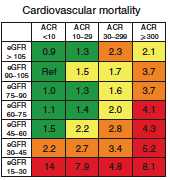 Cardiovascular mortality
ACR <10 ACR 10–29 ACR 30–299 ACR ⩾300
eGFR > 105 0.9 1.3 2.3 2.1
eGFR 90–105 Ref 1.5 1.7 3.7
eGFR 75–90 1.0 1.3 1.6 3.7
eGFR 60–75 1.1 1.4 2.0 4.1
eGFR 45–60 1.5 2.2 2.8 4.3
eGFR 30–45 2.2 2.7 3.4 5.2
eGFR 15–30 14 7.9 4.8 8.1